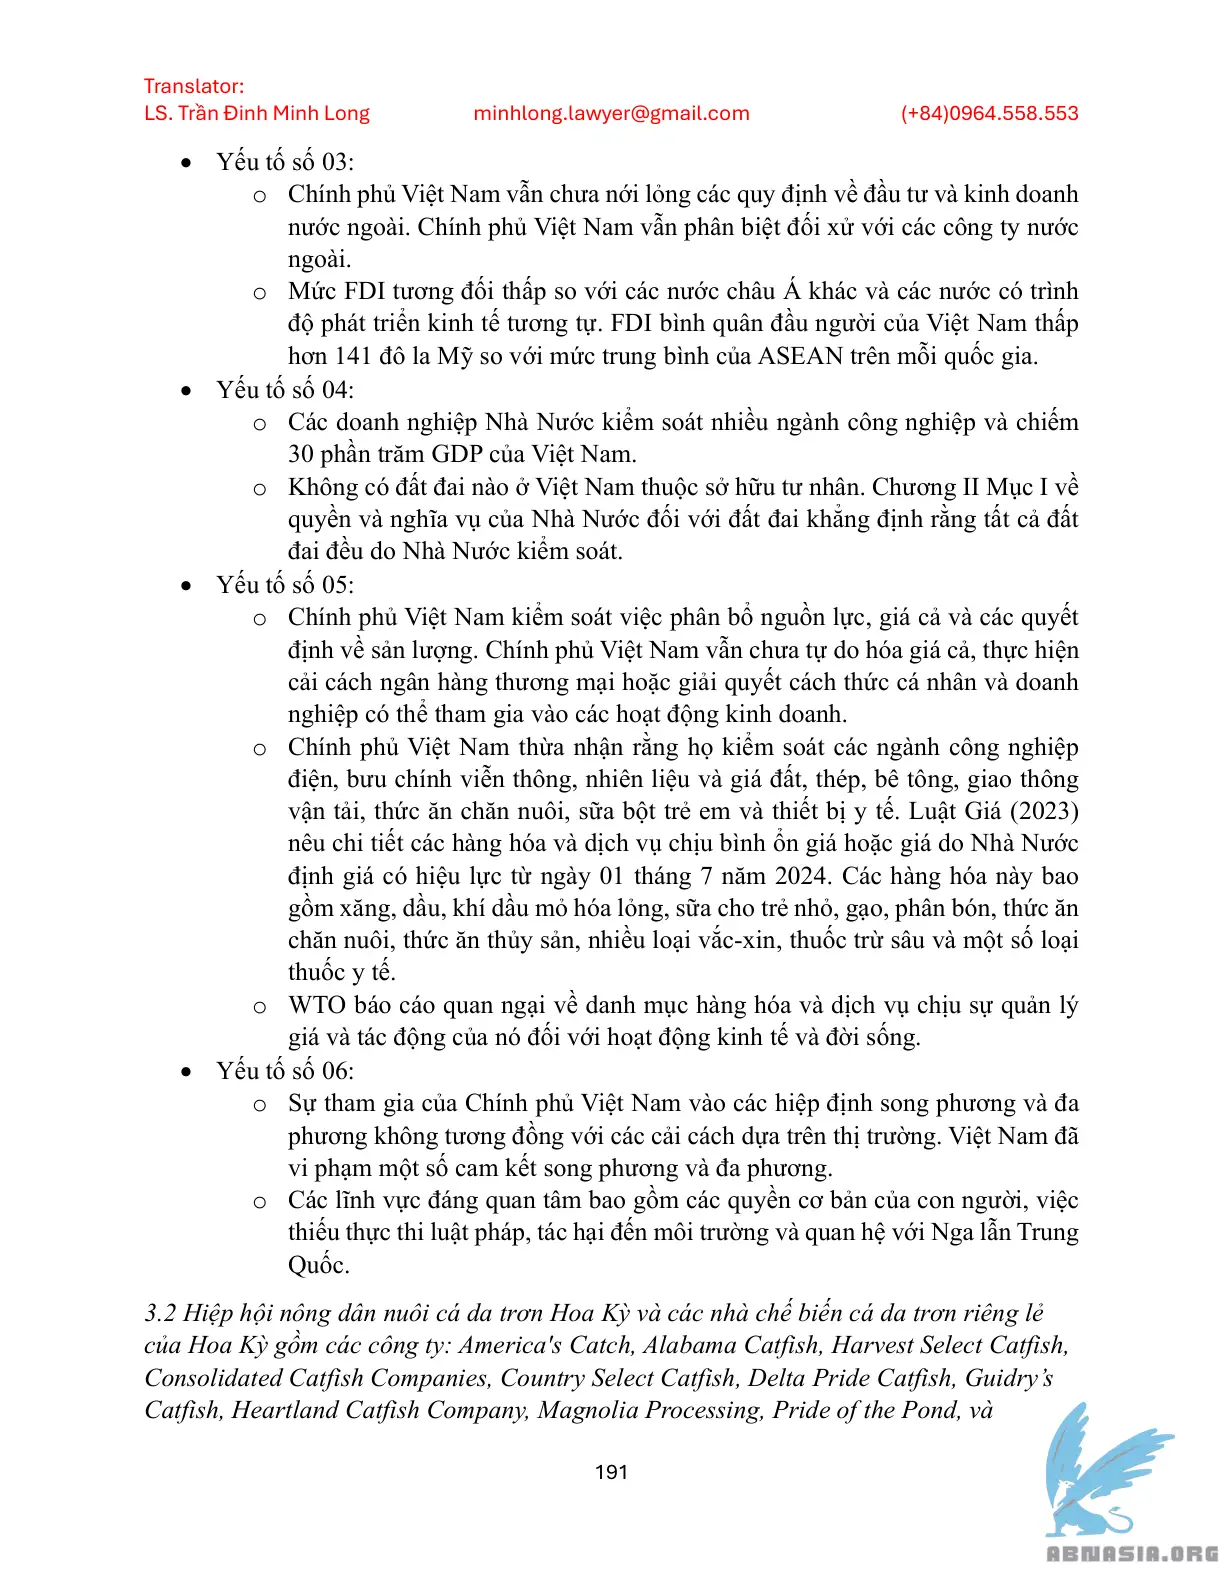 Translator:
LS. Trần Đinh Minh Long minhlong.lawyer@gmail.com (+84)0964.558.553
• Yếu tố số 03:
o Chính phủ Việt Nam vẫn chưa nới lỏng các quy định về đầu tư và kinh doanh
nước ngoài. Chính phủ Việt Nam vẫn phân biệt đối xử với các công ty nước
ngoài.
o Mức FDI tương đối thấp so với các nước châu Á khác và các nước có trình
độ phát triển kinh tế tương tự. FDI bình quân đầu người của Việt Nam thấp
hơn 141 đô la Mỹ so với mức trung bình của ASEAN trên mỗi quốc gia.
• Yếu tố số 04:
o Các doanh nghiệp Nhà Nước kiểm soát nhiều ngành công nghiệp và chiếm
30 phần trăm GDP của Việt Nam.
o Không có đất đai nào ở Việt Nam thuộc sở hữu tư nhân. Chương II Mục I về
quyền và nghĩa vụ của Nhà Nước đối với đất đai khẳng định rằng tất cả đất
đai đều do Nhà Nước kiểm soát.
• Yếu tố số 05:
o Chính phủ Việt Nam kiểm soát việc phân bổ nguồn lực, giá cả và các quyết
định về sản lượng. Chính phủ Việt Nam vẫn chưa tự do hóa giá cả, thực hiện
cải cách ngân hàng thương mại hoặc giải quyết cách thức cá nhân và doanh
nghiệp có thể tham gia vào các hoạt động kinh doanh.
o Chính phủ Việt Nam thừa nhận rằng họ kiểm soát các ngành công nghiệp
điện, bưu chính viễn thông, nhiên liệu và giá đất, thép, bê tông, giao thông
vận tải, thức ăn chăn nuôi, sữa bột trẻ em và thiết bị y tế. Luật Giá (2023)
nêu chi tiết các hàng hóa và dịch vụ chịu bình ổn giá hoặc giá do Nhà Nước
định giá có hiệu lực từ ngày 01 tháng 7 năm 2024. Các hàng hóa này bao
gồm xăng, dầu, khí dầu mỏ hóa lỏng, sữa cho trẻ nhỏ, gạo, phân bón, thức ăn
chăn nuôi, thức ăn thủy sản, nhiều loại vắc-xin, thuốc trừ sâu và một số loại
thuốc y tế.
o WTO báo cáo quan ngại về danh mục hàng hóa và dịch vụ chịu sự quản lý
giá và tác động của nó đối với hoạt động kinh tế và đời sống.
• Yếu tố số 06:
o Sự tham gia của Chính phủ Việt Nam vào các hiệp định song phương và đa
phương không tương đồng với các cải cách dựa trên thị trường. Việt Nam đã
vi phạm một số cam kết song phương và đa phương.
o Các lĩnh vực đáng quan tâm bao gồm các quyền cơ bản của con người, việc
thiếu thực thi luật pháp, tác hại đến môi trường và quan hệ với Nga lẫn Trung
Quốc.
3.2 Hiệp hội nông dân nuôi cá da trơn Hoa Kỳ và các nhà chế biến cá da trơn riêng lẻ
của Hoa Kỳ gồm các công ty: America's Catch, Alabama Catfish, Harvest Select Catfish,
Consolidated Catfish Companies, Country Select Catfish, Delta Pride Catfish, Guidry’s
Catfish, Heartland Catfish Company, Magnolia Processing, Pride of the Pond, và
191
ABNASIA.ORG